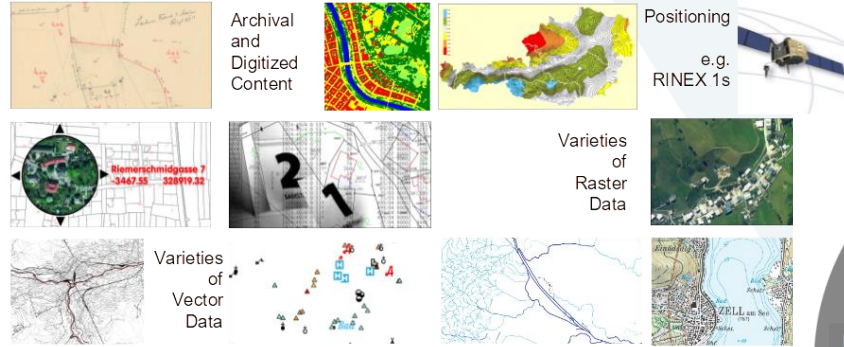 Archival
and
Digitized
Content
Positioning
e.g.
RINEX 1s
Riemerschmidgasse 7
-3467.55 328919.32
2
1
Varieties
of
Raster
Data
Varieties
of
Vector
Data
Bad
ZELL am See